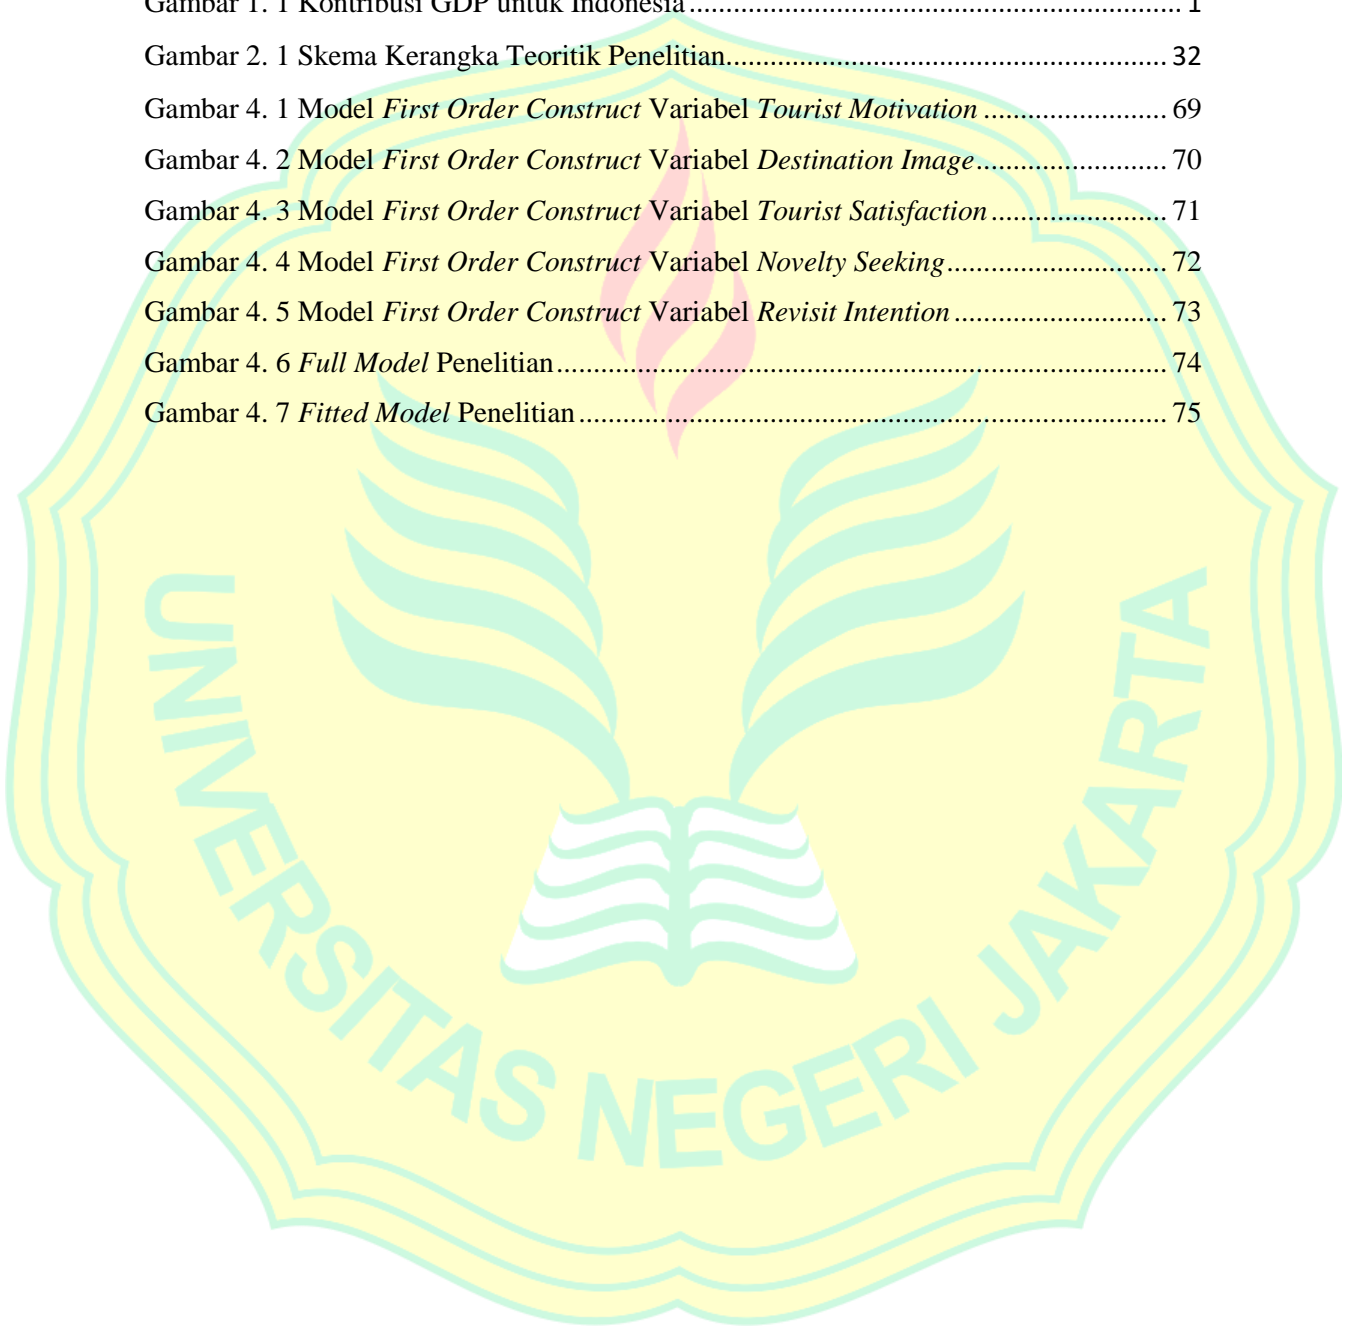 Gambar 1. 1 Kontribusi GDP untuk Indonesia........................................................................ 1
Gambar 2. 1 Skema Kerangka Teoritik Penelitian................................................................ 32
Gambar 4. 1 Model First Order Construct Variabel Tourist Motivation ........................... 69
Gambar 4. 2 Model First Order Construct Variabel Destination Image............................ 70
Gambar 4. 3 Model First Order Construct Variabel Tourist Satisfaction.......................... 71
Gambar 4. 4 Model First Order Construct Variabel Novelty Seeking................................ 72
Gambar 4. 5 Model First Order Construct Variabel Revisit Intention............................... 73
Gambar 4. 6 Full Model Penelitian....................................................................................... 74
Gambar 4. 7 Fitted Model Penelitian.................................................................................... 75
UNIVERSITAS NEGERI JAKARTA